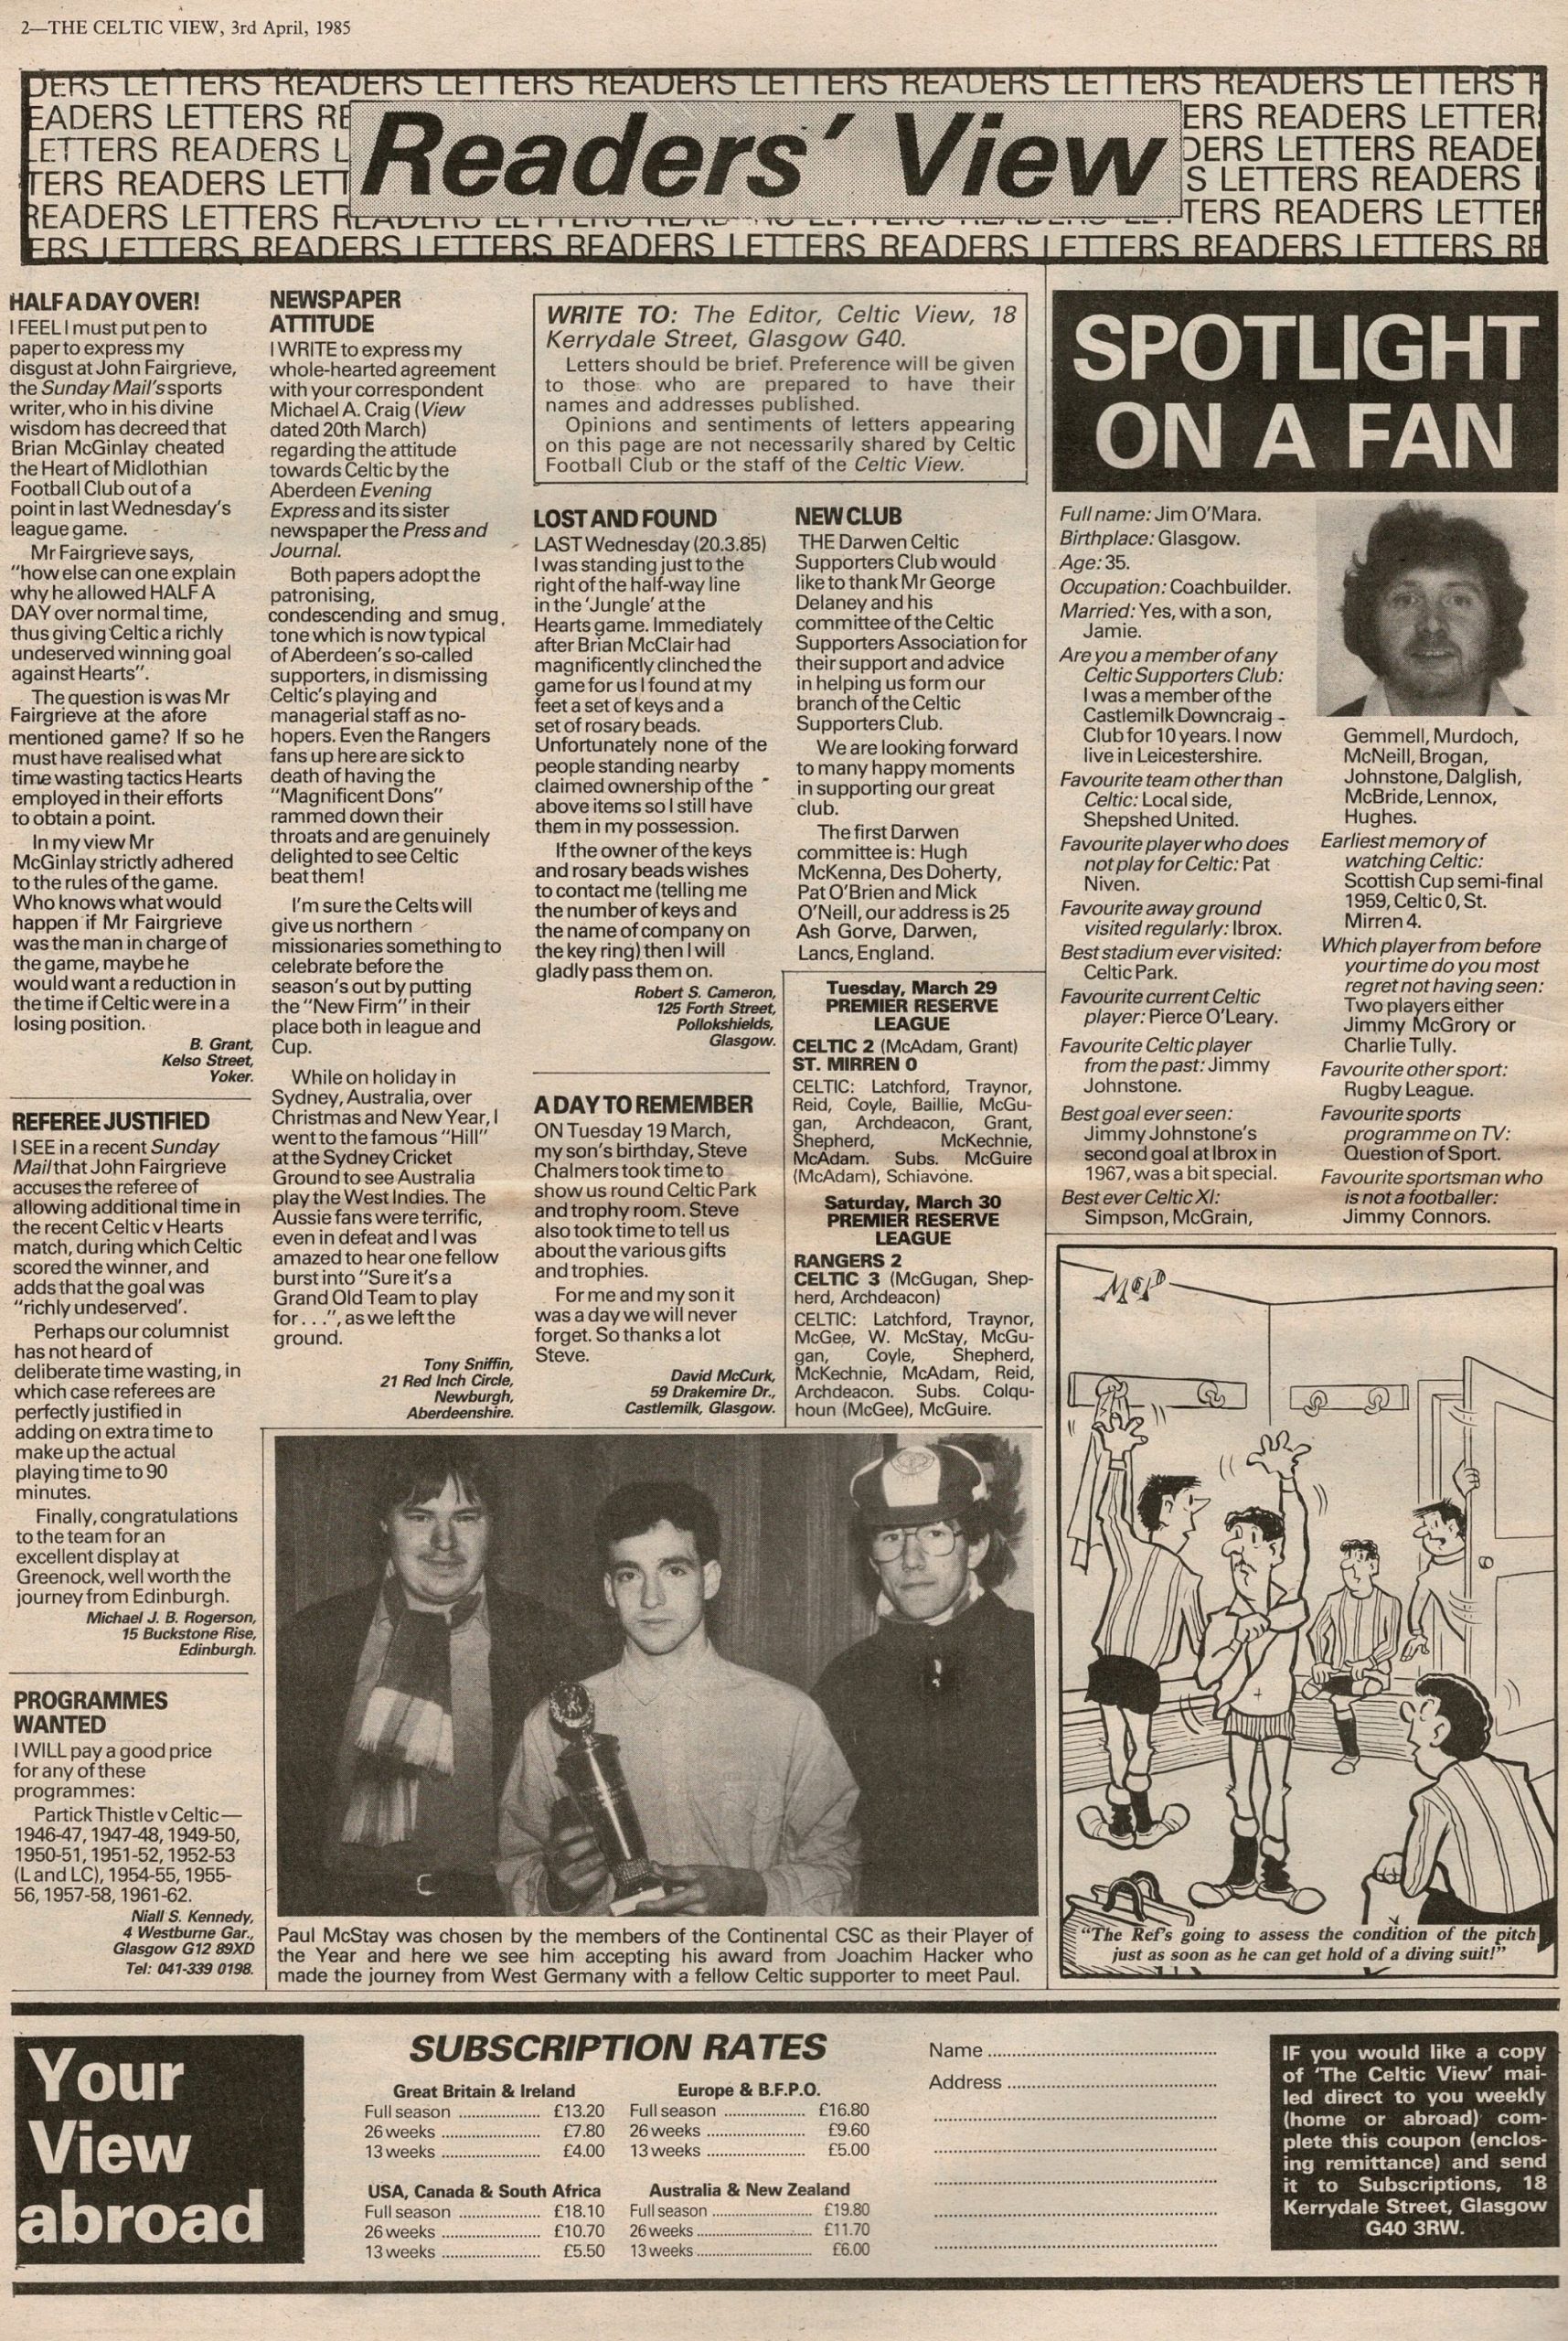 2—THE CELTIC VIEW, 3rd April, 1985
DERS LETTERS READERS LETTERS READERS LETTERS READERS LETTERS READERS LETTERS
EADERS LETTERS RE
ERS READERS LETTER
LETTERS READERS L
DERS LETTERS READE
TERS READERS LETT
S LETTERS READERS
READERS LETTERS R
TERS READERS LETTE
ERS LETTERS READERS LETTERS READERS LETTERS READERS LETTERS READERS LETTERS RE
Readers' View
HALF A DAY OVER!
I FEEL I must put pen to
paper to express my
disgust at John Fairgrieve,
the Sunday Mail's sports
writer, who in his divine
wisdom has decreed that
Brian McGinlay cheated
the Heart of Midlothian
Football Club out of a
point in last Wednesday's
league game.
Mr Fairgrieve says,
"how else can one explain
why he allowed HALF A
DAY over normal time,
thus giving Celtic a richly
undeserved winning goal
against Hearts".
The question is was Mr
Fairgrieve at the afore
mentioned game? If so he
must have realised what
time wasting tactics Hearts
employed in their efforts
to obtain a point.
In my view Mr
McGinlay strictly adhered
to the rules of the game.
Who knows what would
happen if Mr Fairgrieve
was the man in charge of
the game, maybe he
would want a reduction in
the time if Celtic were in a
losing position.
B. Grant,
Kelso Street,
Yoker.
REFEREE JUSTIFIED
I SEE in a recent Sunday
Mail that John Fairgrieve
accuses the referee of
allowing additional time in
the recent Celtic v Hearts
match, during which Celtic
scored the winner, and
adds that the goal was
"richly undeserved'.
Perhaps our columnist
has not heard of
deliberate time wasting, in
which case referees are
perfectly justified in
adding on extra time to
make up the actual
playing time to 90
minutes.
Finally, congratulations
to the team for an
excellent display at
Greenock, well worth the
journey from Edinburgh.
Michael J. B. Rogerson,
15 Buckstone Rise,
Edinburgh.
PROGRAMMES
WANTED
I WILL pay a good price
for any of these
programmes:
Partick Thistle v Celtic—
1946-47, 1947-48, 1949-50,
1950-51, 1951-52, 1952-53
(L and LC), 1954-55, 1955-
56, 1957-58, 1961-62.
Niall S. Kennedy,
4 Westburne Gar.,
Glasgow G12 89XD
Tel: 041-339 0198.
NEWSPAPER
ATTITUDE
I WRITE to express my
whole-hearted agreement
with your correspondent
Michael A. Craig (View
dated 20th March)
regarding the attitude
towards Celtic by the
Aberdeen Evening
Express and its sister
newspaper the Press and
Journal.
Both papers adopt the
patronising,
condescending and smug,
tone which is now typical
of Aberdeen's so-called
supporters, in dismissing
Celtic's playing and
managerial staff as no-
hopers. Even the Rangers
fans up here are sick to
death of having the
"Magnificent Dons"
rammed down their
throats and are genuinely
delighted to see Celtic
beat them!
I'm sure the Celts will
give us northern
missionaries something to
celebrate before the
season's out by putting
the "New Firm" in their
place both in league and
Cup.
While on holiday in
Sydney, Australia, over
Christmas and New Year, I
went to the famous "Hill"
at the Sydney Cricket
Ground to see Australia
play the West Indies. The
Aussie fans were terrific,
even in defeat and I was
amazed to hear one fellow
burst into "Sure it's a
Grand Old Team to play
for . . .", as we left the
ground.
Tony Sniffin,
21 Red Inch Circle,
Newburgh,
Aberdeenshire.
WRITE TO: The Editor, Celtic View, 18
Kerrydale Street, Glasgow G40.
Letters should be brief. Preference will be given
to those who are prepared to have their
names and addresses published.
Opinions and sentiments of letters appearing
on this page are not necessarily shared by Celtic
Football Club or the staff of the Celtic View.
LOST AND FOUND
LAST Wednesday (20.3.85)
I was standing just to the
right of the half-way line
in the 'Jungle' at the
Hearts game. Immediately
after Brian McClair had
magnificently clinched the
game for us I found at my
feet a set of keys and a
set of rosary beads.
Unfortunately none of the
people standing nearby
claimed ownership of the
above items so I still have
them in my possession.
If the owner of the keys
and rosary beads wishes
to contact me (telling me
the number of keys and
the name of company on
the key ring) then I will
gladly pass them on.
Robert S. Cameron,
125 Forth Street,
Pollokshields,
Glasgow.
A DAY TO REMEMBER
ON Tuesday 19 March,
my son's birthday, Steve
Chalmers took time to
show us round Celtic Park
and trophy room. Steve
also took time to tell us
about the various gifts
and trophies.
For me and my son it
was a day we will never
forget. So thanks a lot
Steve.
David McCurk,
59 Drakemire Dr.,
Castlemilk, Glasgow.
NEW CLUB
THE Darwen Celtic
Supporters Club would
like to thank Mr George
Delaney and his
committee of the Celtic
Supporters Association for
their support and advice
in helping us form our
branch of the Celtic
Supporters Club.
We are looking forward
to many happy moments
in supporting our great
club.
The first Darwen
committee is: Hugh
McKenna, Des Doherty,
Pat O'Brien and Mick
O'Neill, our address is 25
Ash Gorve, Darwen,
Lancs, England.
Tuesday, March 29
PREMIER RESERVE
LEAGUE
CELTIC 2 (McAdam, Grant)
ST. MIRREN 0
CELTIC: Latchford, Traynor,
Reid, Coyle, Baillie, McGu-
gan, Archdeacon, Grant,
Shepherd, McKechnie,
McAdam. Subs. McGuire
(McAdam), Schiavone.
Saturday, March 30
PREMIER RESERVE
LEAGUE
RANGERS 2
CELTIC 3 (McGugan, Shep-
herd, Archdeacon)
CELTIC: Latchford, Traynor,
McGee, W. McStay, McGu-
gan, Coyle, Shepherd,
McKechnie, McAdam, Reid,
Archdeacon. Subs. Colqu-
houn (McGee), McGuire.
Paul McStay was chosen by the members of the Continental CSC as their Player of
the Year and here we see him accepting his award from Joachim Hacker who
made the journey from West Germany with a fellow Celtic supporter to meet Paul.
SPOTLIGHT
ON A FAN
Full name: Jim O'Mara.
Birthplace: Glasgow.
Age: 35.
Occupation: Coachbuilder.
Married: Yes, with a son,
Jamie.
Are you a member of any
Celtic Supporters Club:
I was a member of the
Castlemilk Downcraig
Club for 10 years. I now
live in Leicestershire.
Favourite team other than
Celtic: Local side,
Shepshed United.
Favourite player who does
not play for Celtic: Pat
Niven.
Favourite away ground
visited regularly: Ibrox.
Best stadium ever visited:
Celtic Park.
Favourite current Celtic
player: Pierce O'Leary.
Favourite Celtic player
from the past: Jimmy
Johnstone.
Best goal ever seen:
Jimmy Johnstone's
second goal at Ibrox in
1967, was a bit special.
Best ever Celtic XI:
Simpson, McGrain,
Gemmell, Murdoch,
McNeill, Brogan,
Johnstone, Dalglish,
McBride, Lennox,
Hughes.
Earliest memory of
watching Celtic:
Scottish Cup semi-final
1959, Celtic 0, St.
Mirren 4.
Which player from before
your time do you most
regret not having seen:
Two players either
Jimmy McGrory or
Charlie Tully.
Favourite other sport:
Rugby League.
Favourite sports
programme on TV:
Question of Sport.
Favourite sportsman who
is not a footballer:
Jimmy Connors.
"The Ref's going to assess the condition of the pitch
just as soon as he can get hold of a diving suit!"
Your
View
abroad
SUBSCRIPTION RATES
Great Britain & Ireland
Full season .................... £13.20
26 weeks ........................ £7.80
13 weeks ........................ £4.00
Europe & B.F.P.O.
Full season .................... £16.80
26 weeks ........................ £9.60
13 weeks ........................ £5.00
USA, Canada & South Africa
Full season .................... £18.10
26 weeks ........................ £10.70
13 weeks ........................ £5.50
Australia & New Zealand
Full season .................... £19.80
26 weeks ........................ £11.70
13 weeks ........................ £6.00
Name ........................
Address ........................
IF you would like a copy
of 'The Celtic View' mai-
led direct to you weekly
(home or abroad) com-
plete this coupon (enclos-
ing remittance) and send
it to Subscriptions, 18
Kerrydale Street, Glasgow
G40 3RW.